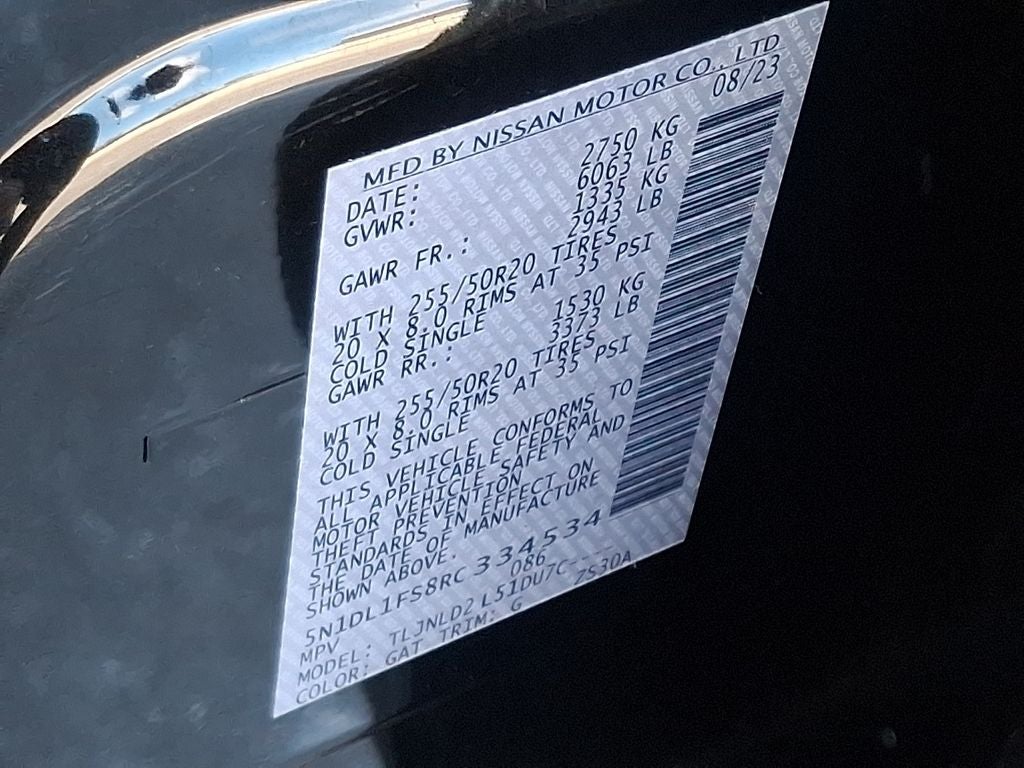 MFD BY NISSAN MOTOR CO., LTD
DATE: 08/23
GVWR: 2750 KG
6063 LB
GAWR FR.: 1335 KG
2943 LB
WITH 255/50R20 TIRES
20 X 8.0 RIMS AT 35 PSI
COLD SINGLE
GAWR RR.: 1530 KG
3373 LB
WITH 255/50R20 TIRES
20 X 8.0 RIMS AT 35 PSI
COLD SINGLE
THIS VEHICLE CONFORMS TO
ALL APPLICABLE FEDERAL
MOTOR VEHICLE SAFETY AND
THEFT PREVENTION
STANDARDS IN EFFECT ON
THE DATE OF MANUFACTURE
SHOWN ABOVE.
5N1DL1FS8RC334534
MPV 086
MODEL: TLJNLD2 L51DU7C----
COLOR: GAT TRIM: G 7S30A